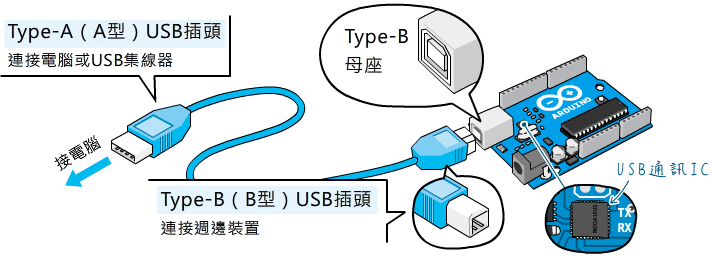 Type-A（A型）USB插頭
連接電腦或USB集線器
Type-B
母座
ARDUINO
接電腦
USB通訊IC
Type-B（B型）USB插頭
連接週邊裝置
MEGA16U2
TX
RX